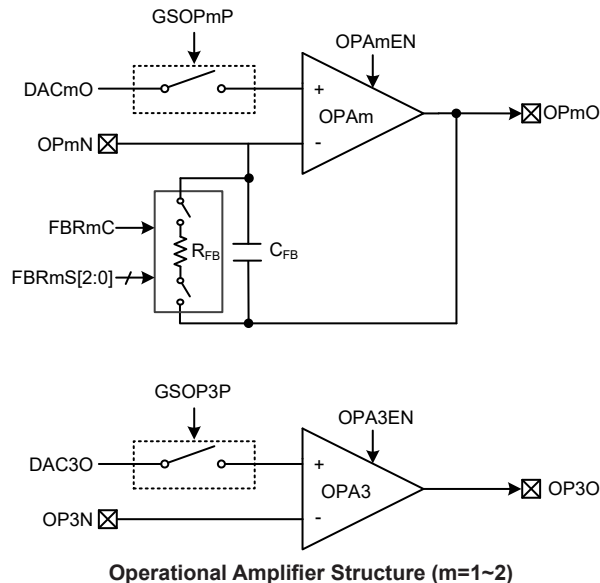 GSOPmP
OPAmEN
DACmO
+
OPAm
OPmO
OPmN
-
FBRmC
RFB
CFB
FBRmS[2:0]
GSOP3P
OPA3EN
DAC3O
+
OPA3
OP3O
OP3N
-
Operational Amplifier Structure (m=1~2)